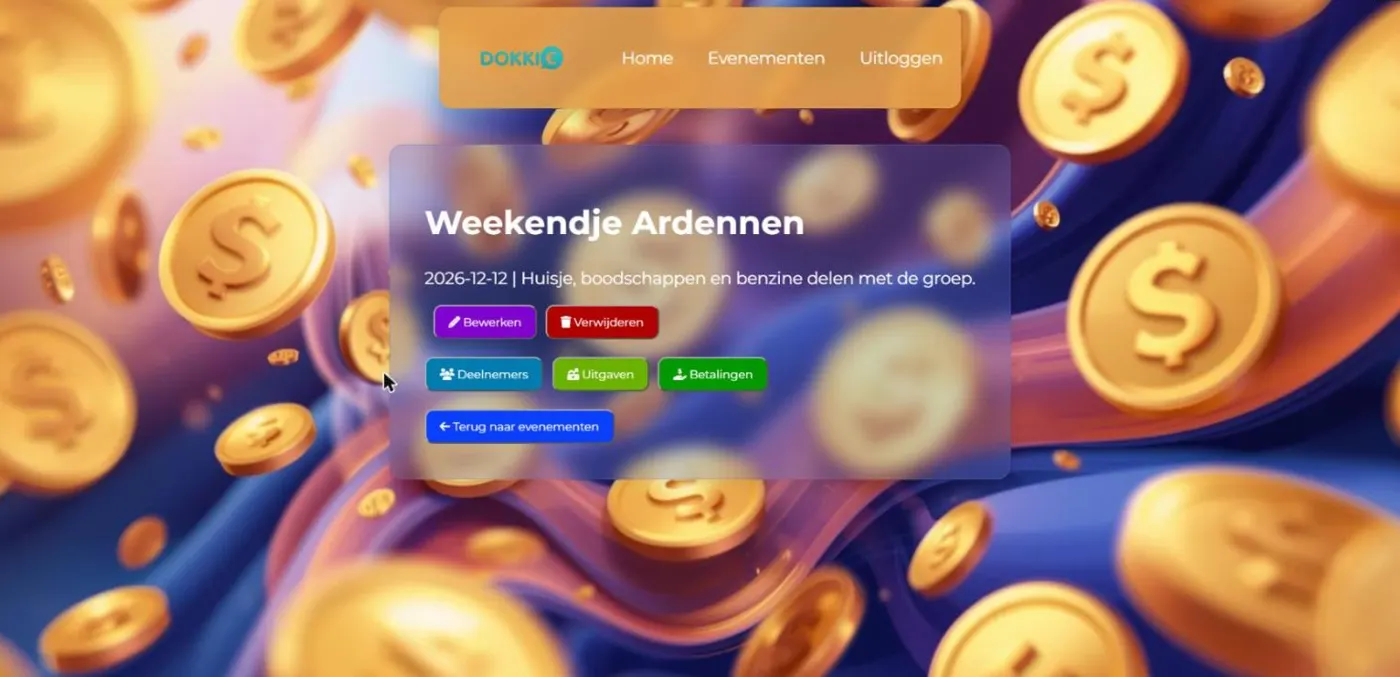 DOKKI
Home Evenementen Uitloggen
Weekendje Ardennen
2026-12-12 | Huisje, boodschappen en benzine delen met de groep.
Bewerken Verwijderen
Deelnemers Uitgaven Betalingen
Terug naar evenementen